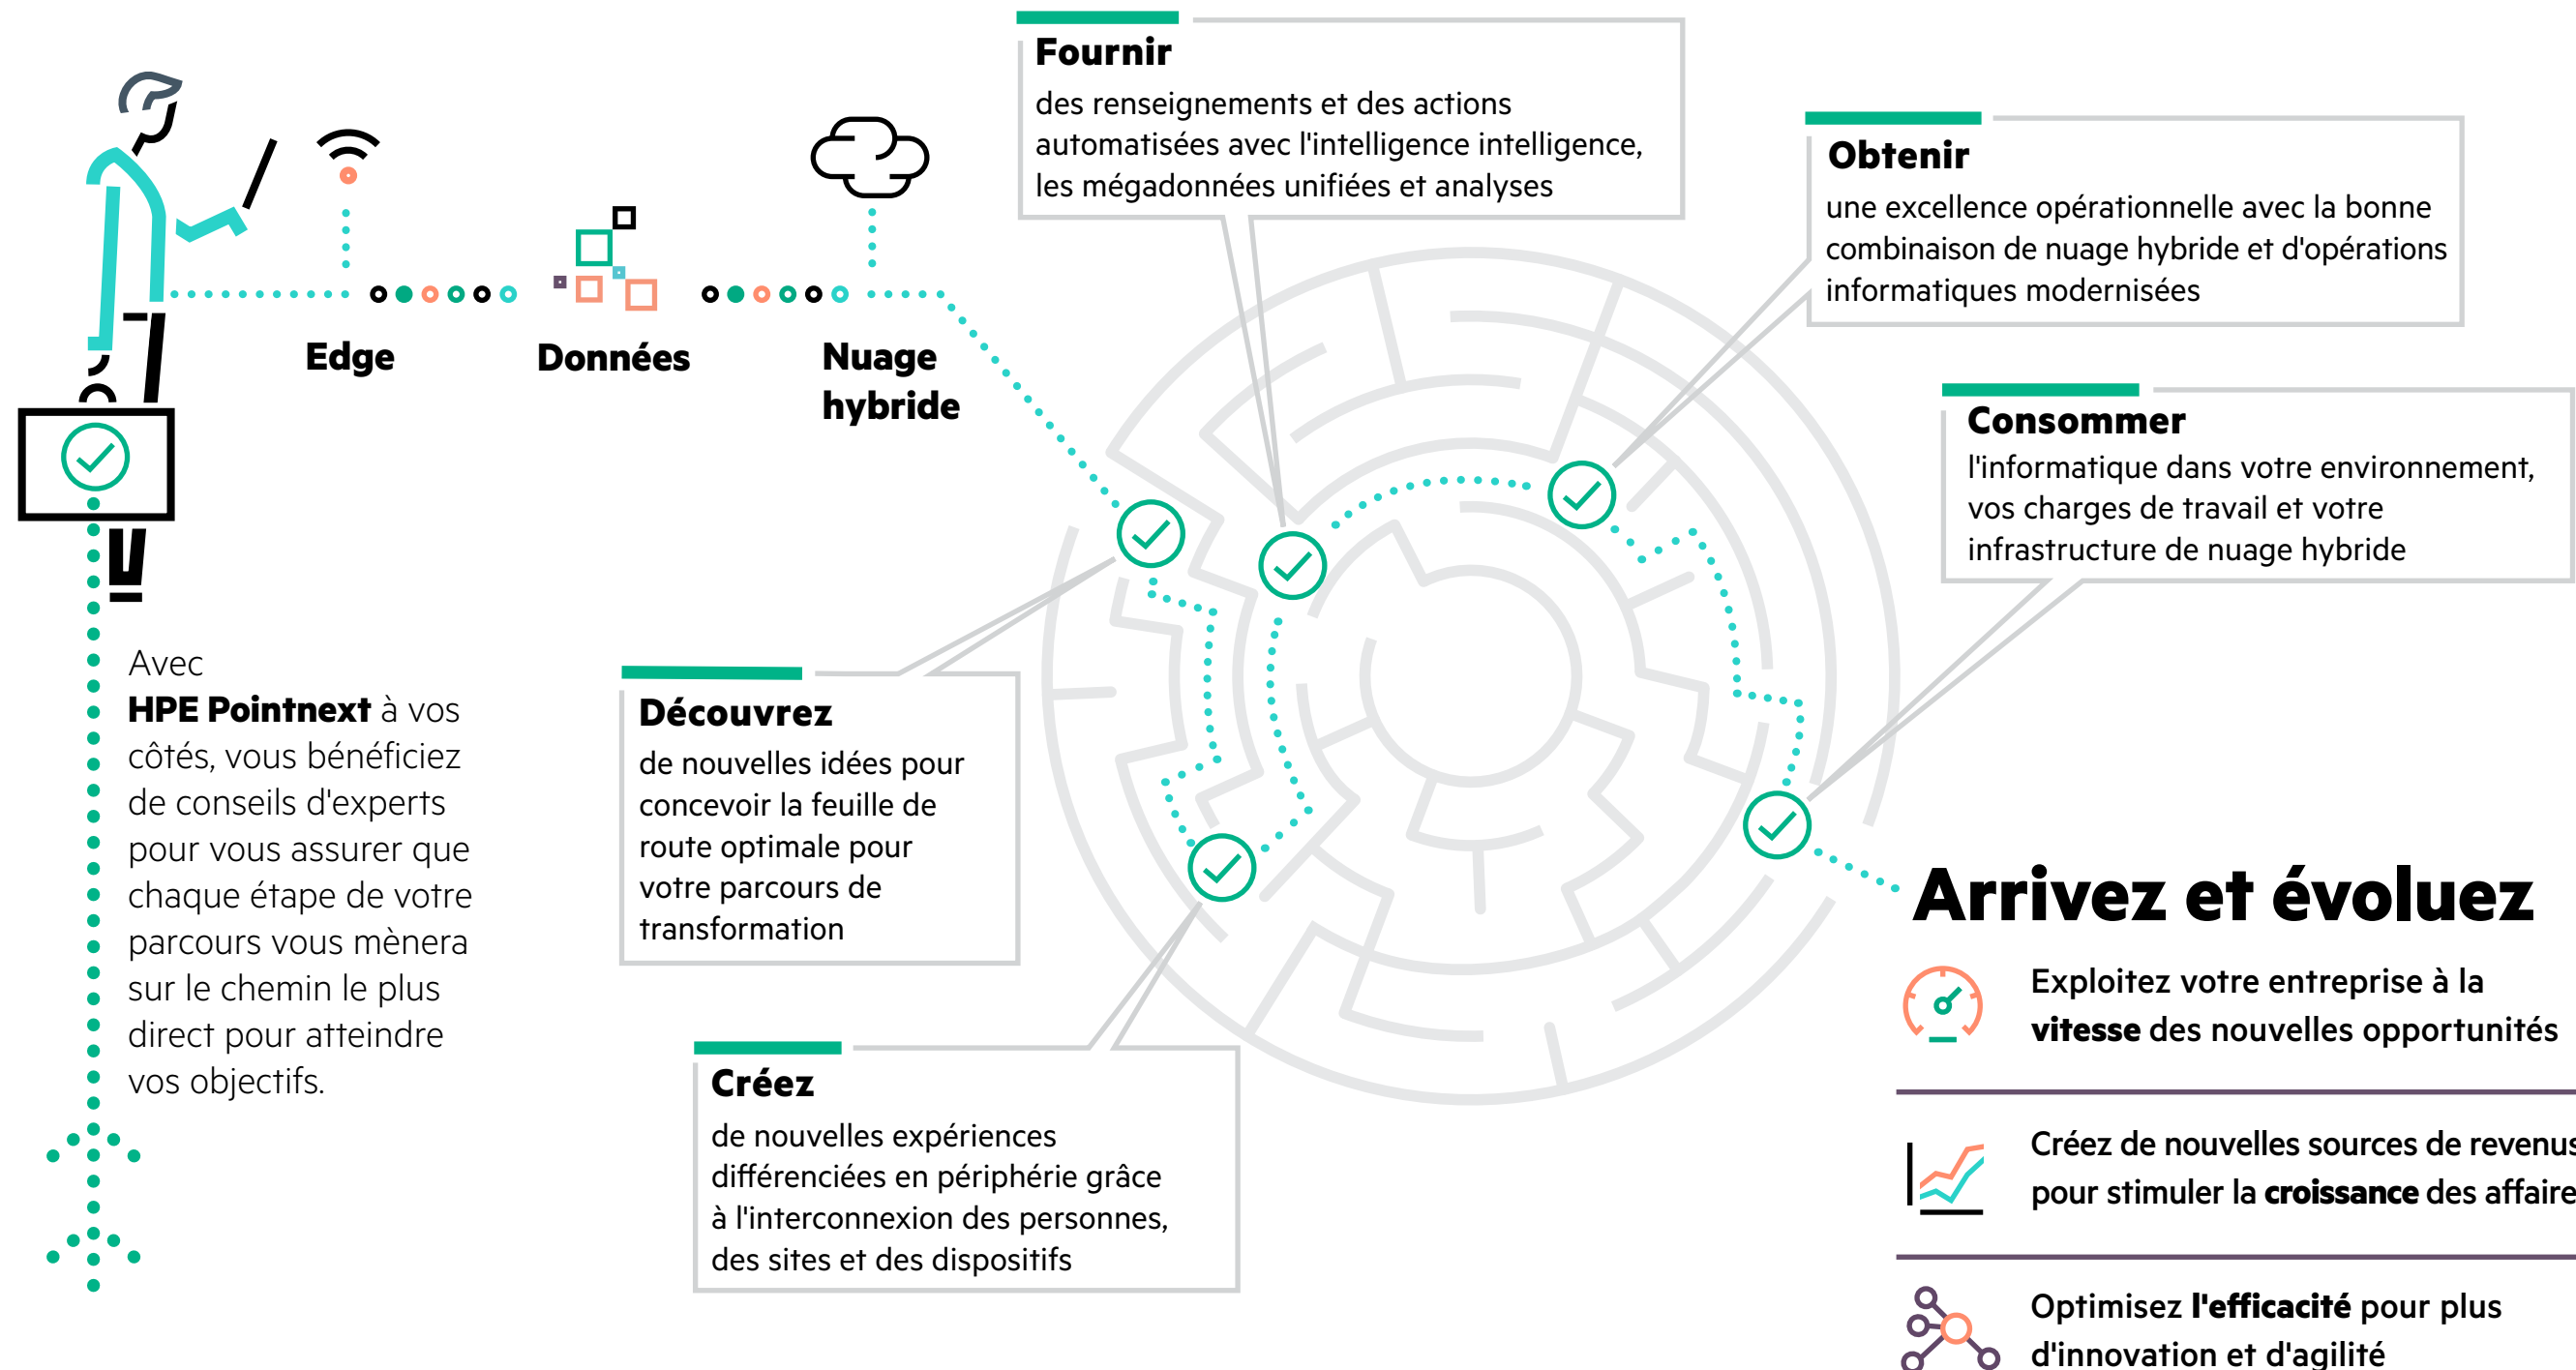 Fournir
des renseignements et des actions
automatisées avec l'intelligence intelligence,
les mégadonnées unifiées et analyses
Obtenir
une excellence opérationnelle avec la bonne
combinaison de nuage hybride et d'opérations
informatiques modernisées
Edge
Données
Nuage
hybride
Consommer
l'informatique dans votre environnement,
vos charges de travail et votre
infrastructure de nuage hybride
Avec
HPE Pointnext à vos
côtés, vous bénéficiez
de conseils d'experts
pour vous assurer que
chaque étape de votre
parcours vous mènera
sur le chemin le plus
direct pour atteindre
vos objectifs.
Découvrez
de nouvelles idées pour
concevoir la feuille de
route optimale pour
votre parcours de
transformation
Créez
de nouvelles expériences
différenciées en périphérie grâce
à l'interconnexion des personnes,
des sites et des dispositifs
Arrivez et évoluez
Exploitez votre entreprise à la
vitesse des nouvelles opportunités
Créez de nouvelles sources de revenus
pour stimuler la croissance des affaire
Optimisez l'efficacité pour plus
d'innovation et d'agilité